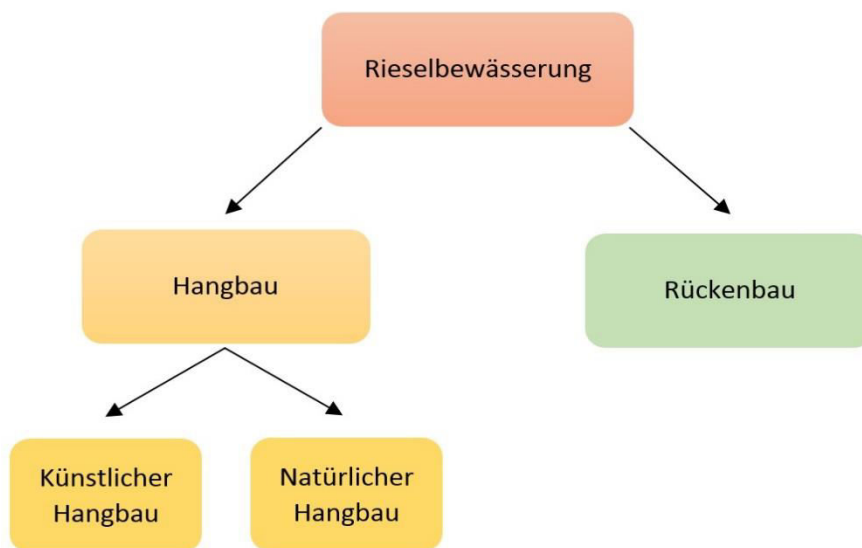 Rieselbewässerung
Hangbau
Rückenbau
Künstlicher
Hangbau
Natürlicher
Hangbau